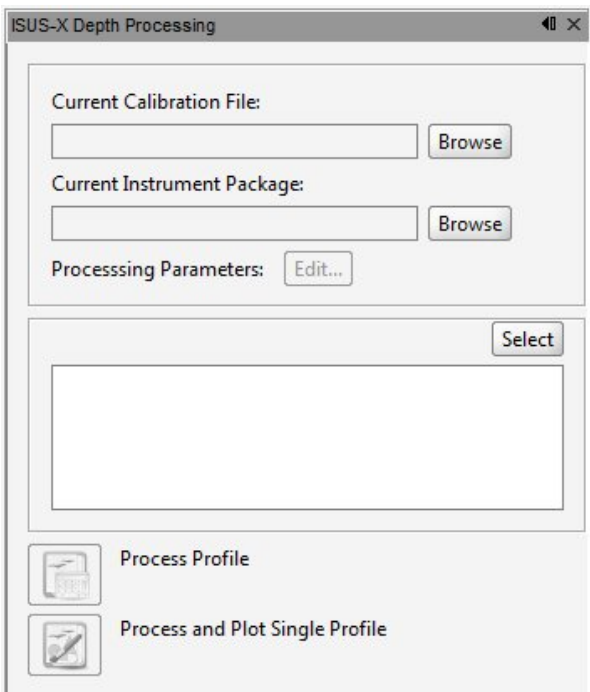 ISUS-X Depth Processing
Current Calibration File:
Browse
Current Instrument Package:
Browse
Processsing Parameters: Edit...
Select
Process Profile
Process and Plot Single Profile